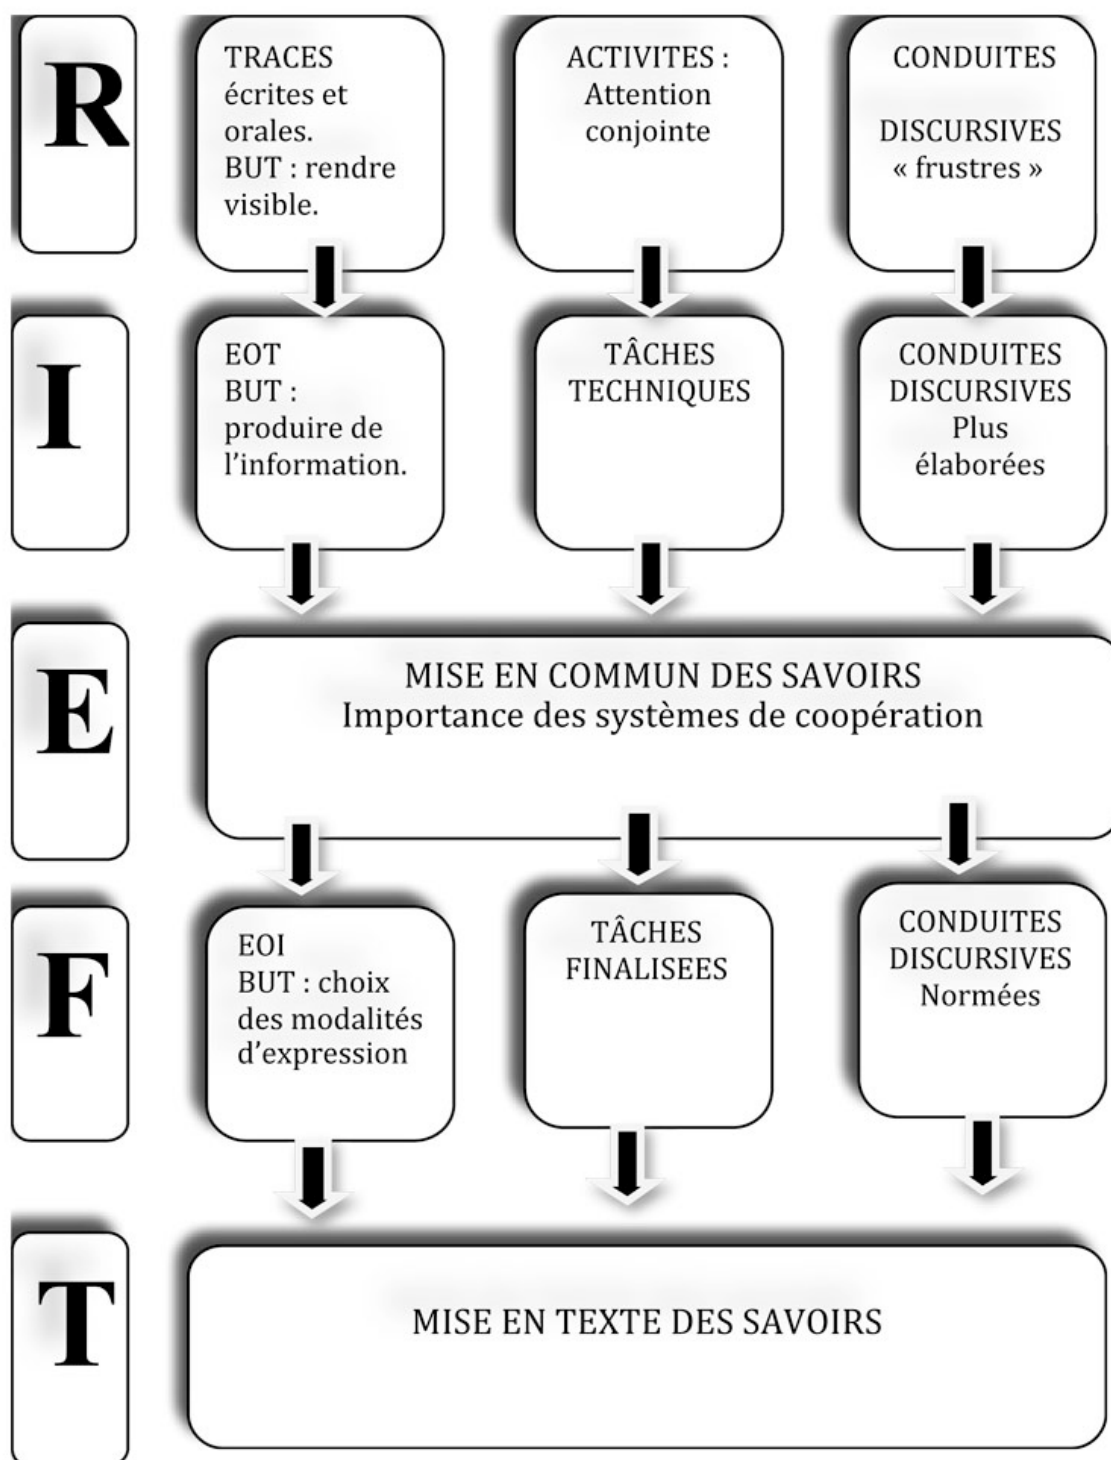 R
TRACES
écrites et
orales.
BUT : rendre
visible.
ACTIVITES :
Attention
conjointe
CONDUITES
DISCURSIVES
« frustres »
I
EOT
BUT :
produire de
l’information.
TÂCHES
TECHNIQUES
CONDUITES
DISCURSIVES
Plus
élaborées
E
MISE EN COMMUN DES SAVOIRS
Importance des systèmes de coopération
F
EOI
BUT : choix
des modalités
d’expression
TÂCHES
FINALISEES
CONDUITES
DISCURSIVES
Normées
T
MISE EN TEXTE DES SAVOIRS